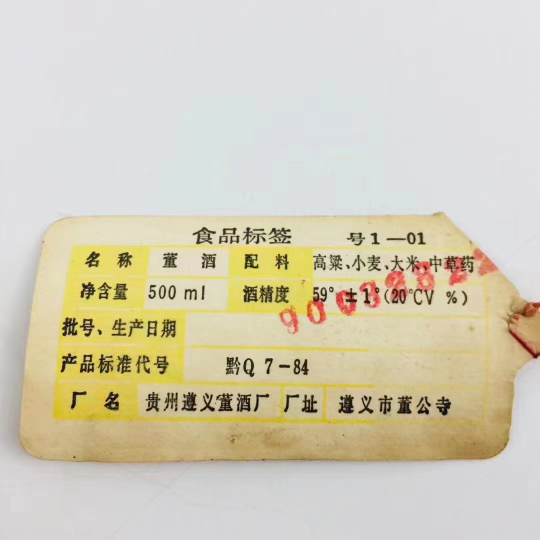 食品标签 号1—01
名称 董酒 配料 高粱、小麦、大米、中草药
净含量 500 ml 酒精度 59°±1°(20℃V %)
批号、生产日期
产品标准代号 黔Q 7-84
厂名 贵州遵义董酒厂 厂址 遵义市董公寺